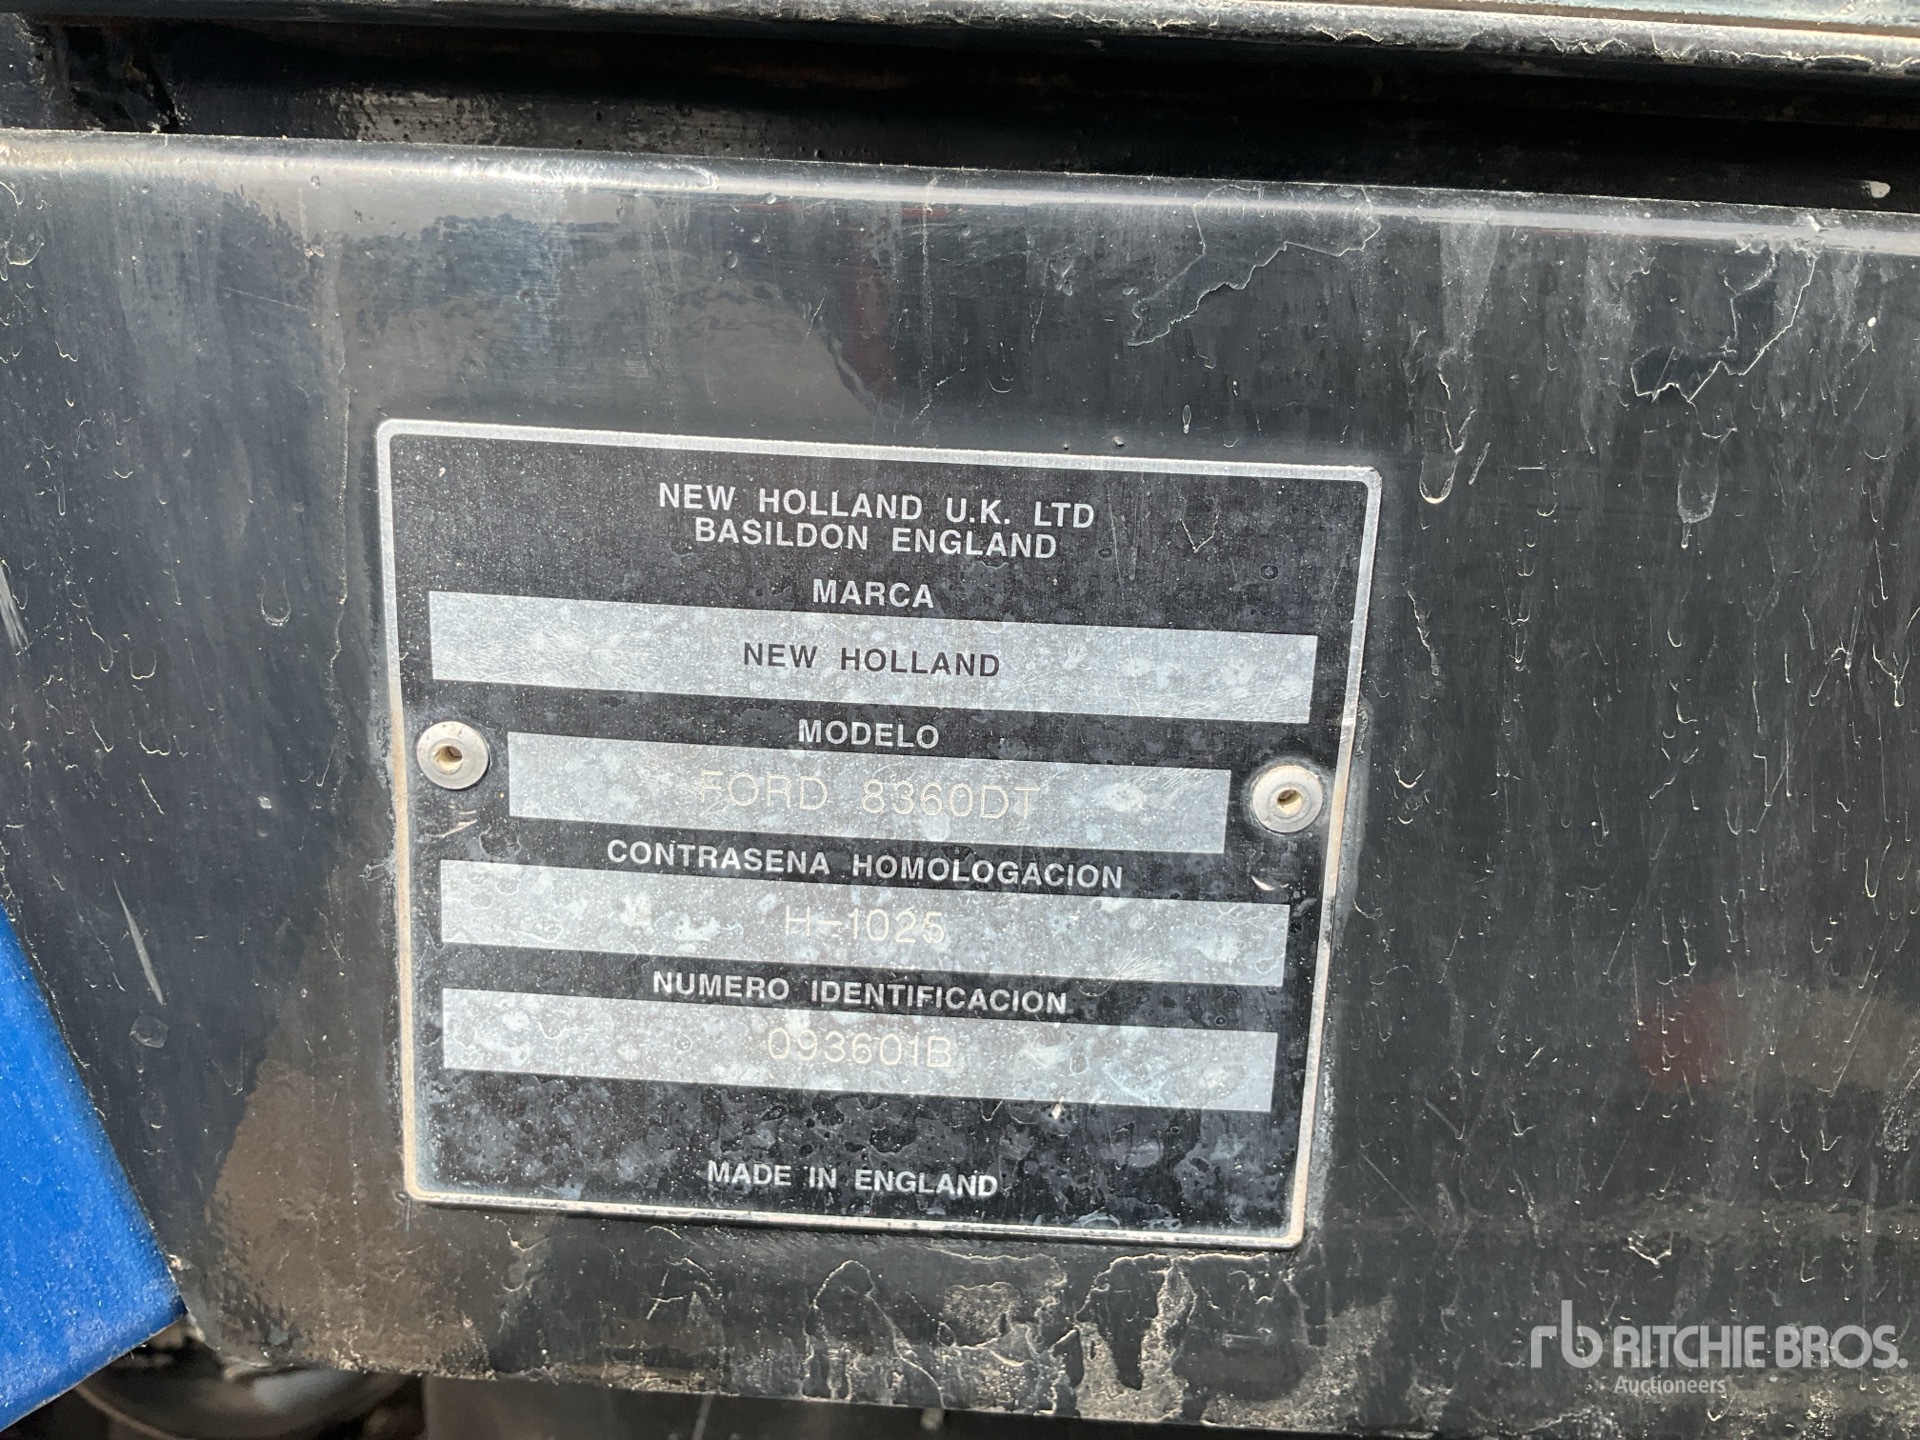 NEW HOLLAND U.K. LTD
BASILDON ENGLAND
MARCA
NEW HOLLAND
MODELO
FORD 8360DT
CONTRASENA HOMOLOGACION
H-1025
NUMERO IDENTIFICACION
093601B
MADE IN ENGLAND
rb RITCHIE BROS.
Auctioneers